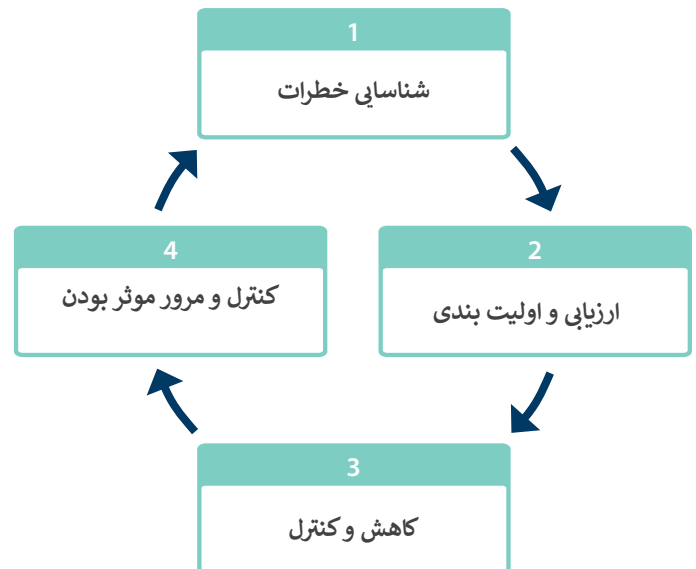 1
شناسایی خطرات
2
ارزیابی و اولیت بندی
3
کاهش و کنترل
4
کنترل و مرور موثر بودن